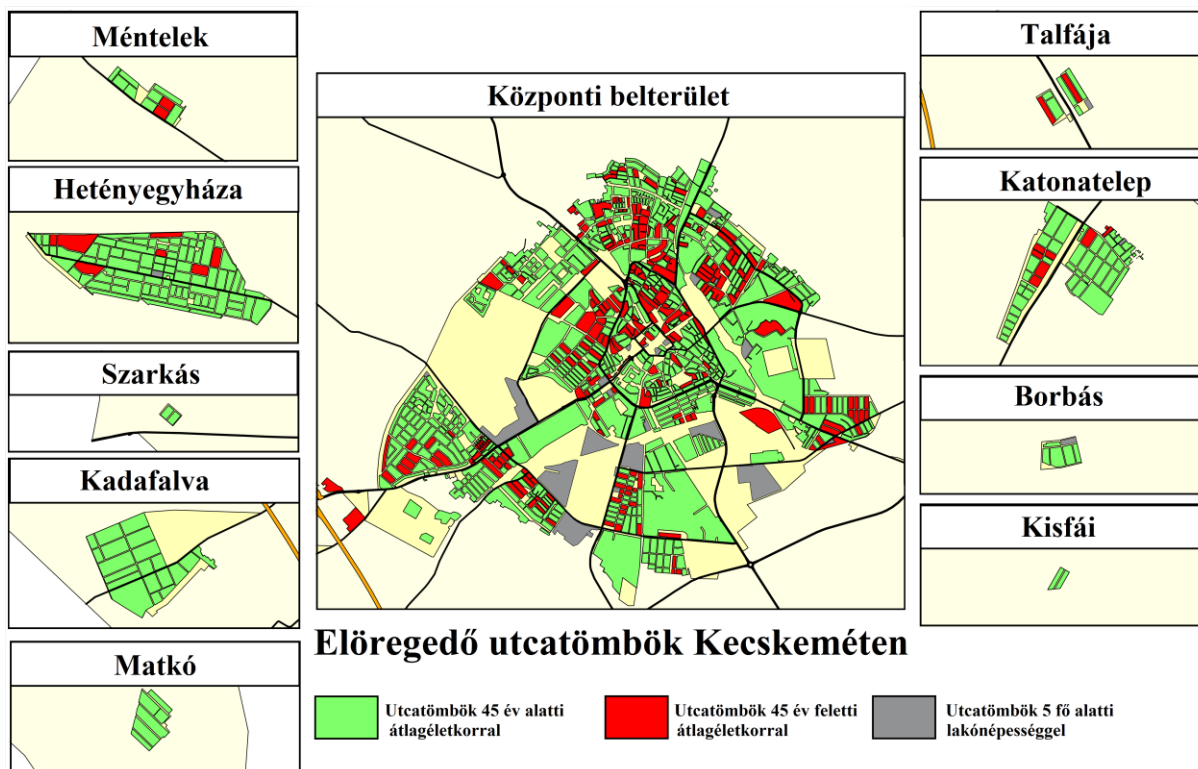 Méntelek
Hetényegyháza
Szarkás
Kadafalva
Matkó
Központi belterület
Talfája
Katonatelep
Borbás
Kisfái
Elöregedő utcatömbök Kecskeméten
Utcatömbök 45 év alatti
átlagéletkorral
Utcatömbök 45 év feletti
átlagéletkorral
Utcatömbök 5 fő alatti
lakónépességgel